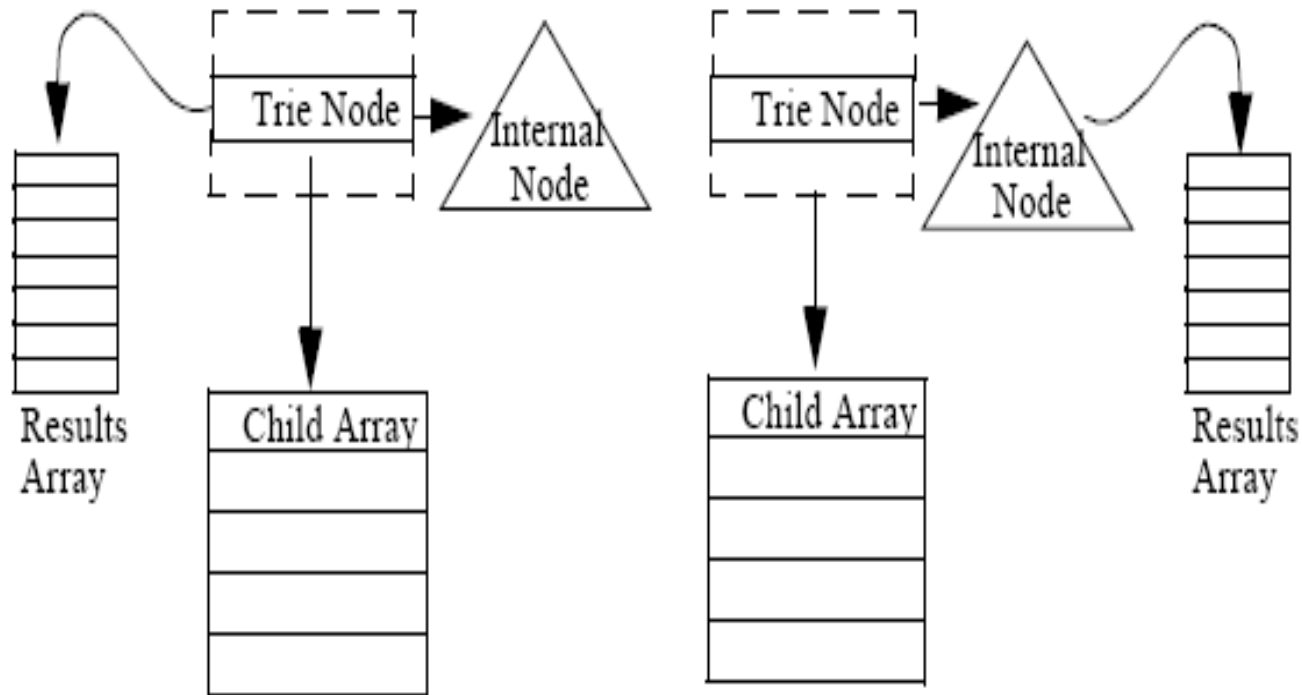 Trie Node
Internal
Node
Results
Array
Child Array
Trie Node
Internal
Node
Child Array
Results
Array